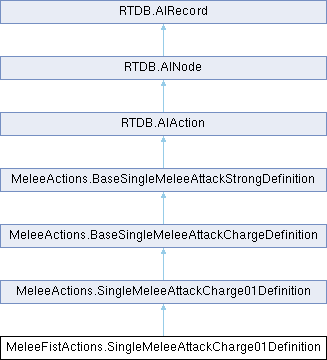 RTDB.AIRecord
RTDB.AINode
RTDB.AIAction
MeleeActions.BaseSingleMeleeAttackStrongDefinition
MeleeActions.BaseSingleMeleeAttackChargeDefinition
MeleeActions.SingleMeleeAttackCharge01Definition
MeleeFistActions.SingleMeleeAttackCharge01Definition